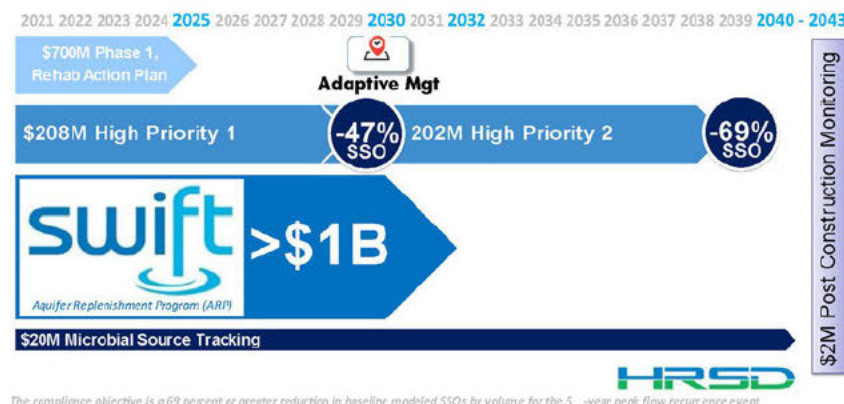 2021 2022 2023 2024 2025 2026 2027 2028 2029 2030 2031 2032 2033 2034 2035 2036 2037 2038 2039 2040 - 2043
$700M Phase 1,
Rehab Action Plan
Adaptive Mgt
$208M High Priority 1
-47%
SSO
202M High Priority 2
-69%
SSO
swift
Aquifer Replenishment Program (ARP)
>$1B
$20M Microbial Source Tracking
$2M Post Construction Monitoring
HRSD
The compliance objective is a 69 percent or greater reduction in baseline modeled SSOs by volume for the 5 -year peak flow recurrence event